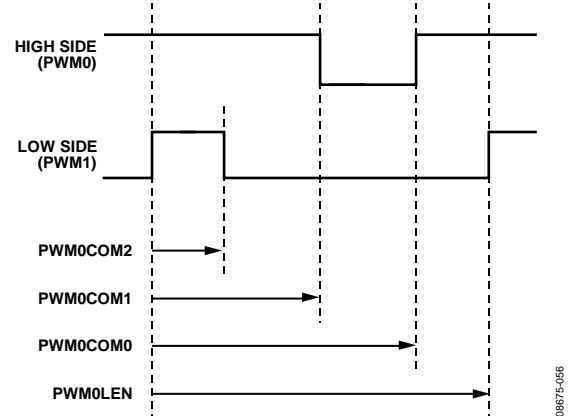 HIGH SIDE
(PWM0)
LOW SIDE
(PWM1)
PWM0COM2
PWM0COM1
PWM0COM0
PWM0LEN
08675-056